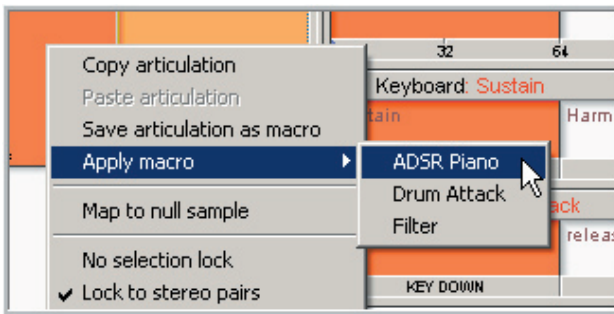 32 64
Copy articulation
Keyboard: Sustain
Paste articulation
tain Harm
Save articulation as macro
Apply macro
ADSR Piano
Drum Attack
Map to null sample
ack
Filter
releas
No selection lock
Lock to stereo pairs
KEY DOWN